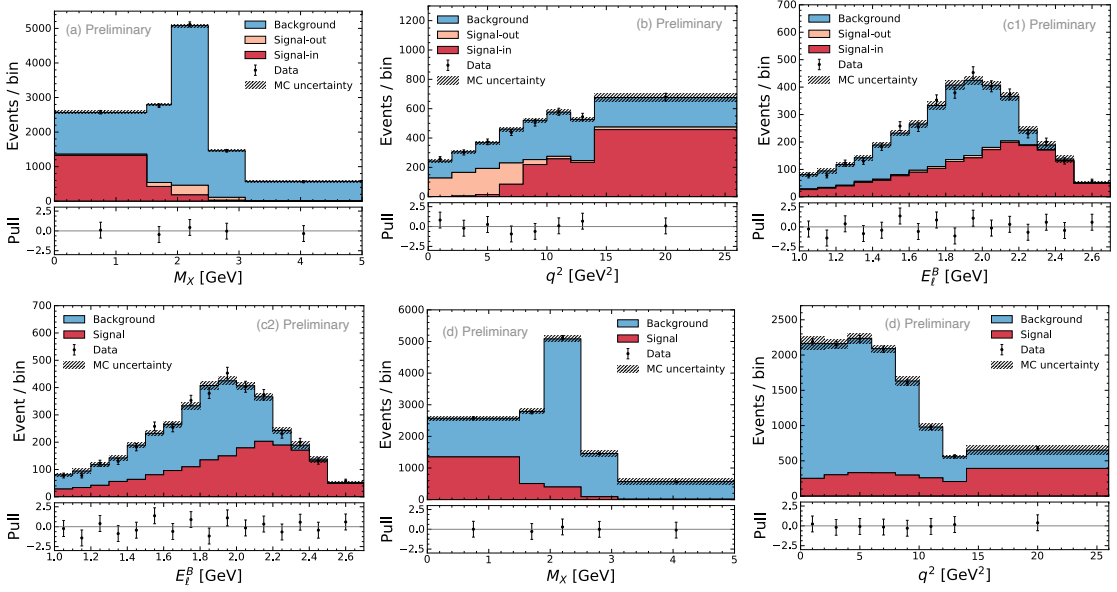 (a) Preliminary
Background
Signal-out
Signal-in
Data
MC uncertainty
Events / bin
5000
4000
3000
2000
1000
0
Pull
2.5
0.0
−2.5
0 1 2 3 4 5
M_X [GeV]
(b) Preliminary
Background
Signal-out
Signal-in
Data
MC uncertainty
Events / bin
1200
1000
800
600
400
200
0
Pull
2.5
0.0
−2.5
0 5 10 15 20 25
q² [GeV²]
(c1) Preliminary
Background
Signal-out
Signal-in
Data
MC uncertainty
Events / bin
700
600
500
400
300
200
100
0
Pull
2.5
0.0
−2.5
1.0 1.2 1.4 1.6 1.8 2.0 2.2 2.4 2.6
E_ℓ^B [GeV]
(c2) Preliminary
Background
Signal
Data
MC uncertainty
Event / bin
700
600
500
400
300
200
100
0
Pull
2.5
0.0
−2.5
1.0 1.2 1.4 1.6 1.8 2.0 2.2 2.4 2.6
E_ℓ^B [GeV]
(d) Preliminary
Background
Signal
Data
MC uncertainty
Events / bin
6000
5000
4000
3000
2000
1000
0
Pull
2.5
0.0
−2.5
0 1 2 3 4 5
M_X [GeV]
(d) Preliminary
Background
Signal
Data
MC uncertainty
Events / bin
2500
2000
1500
1000
500
0
Pull
2.5
0.0
−2.5
0 5 10 15 20 25
q² [GeV²]